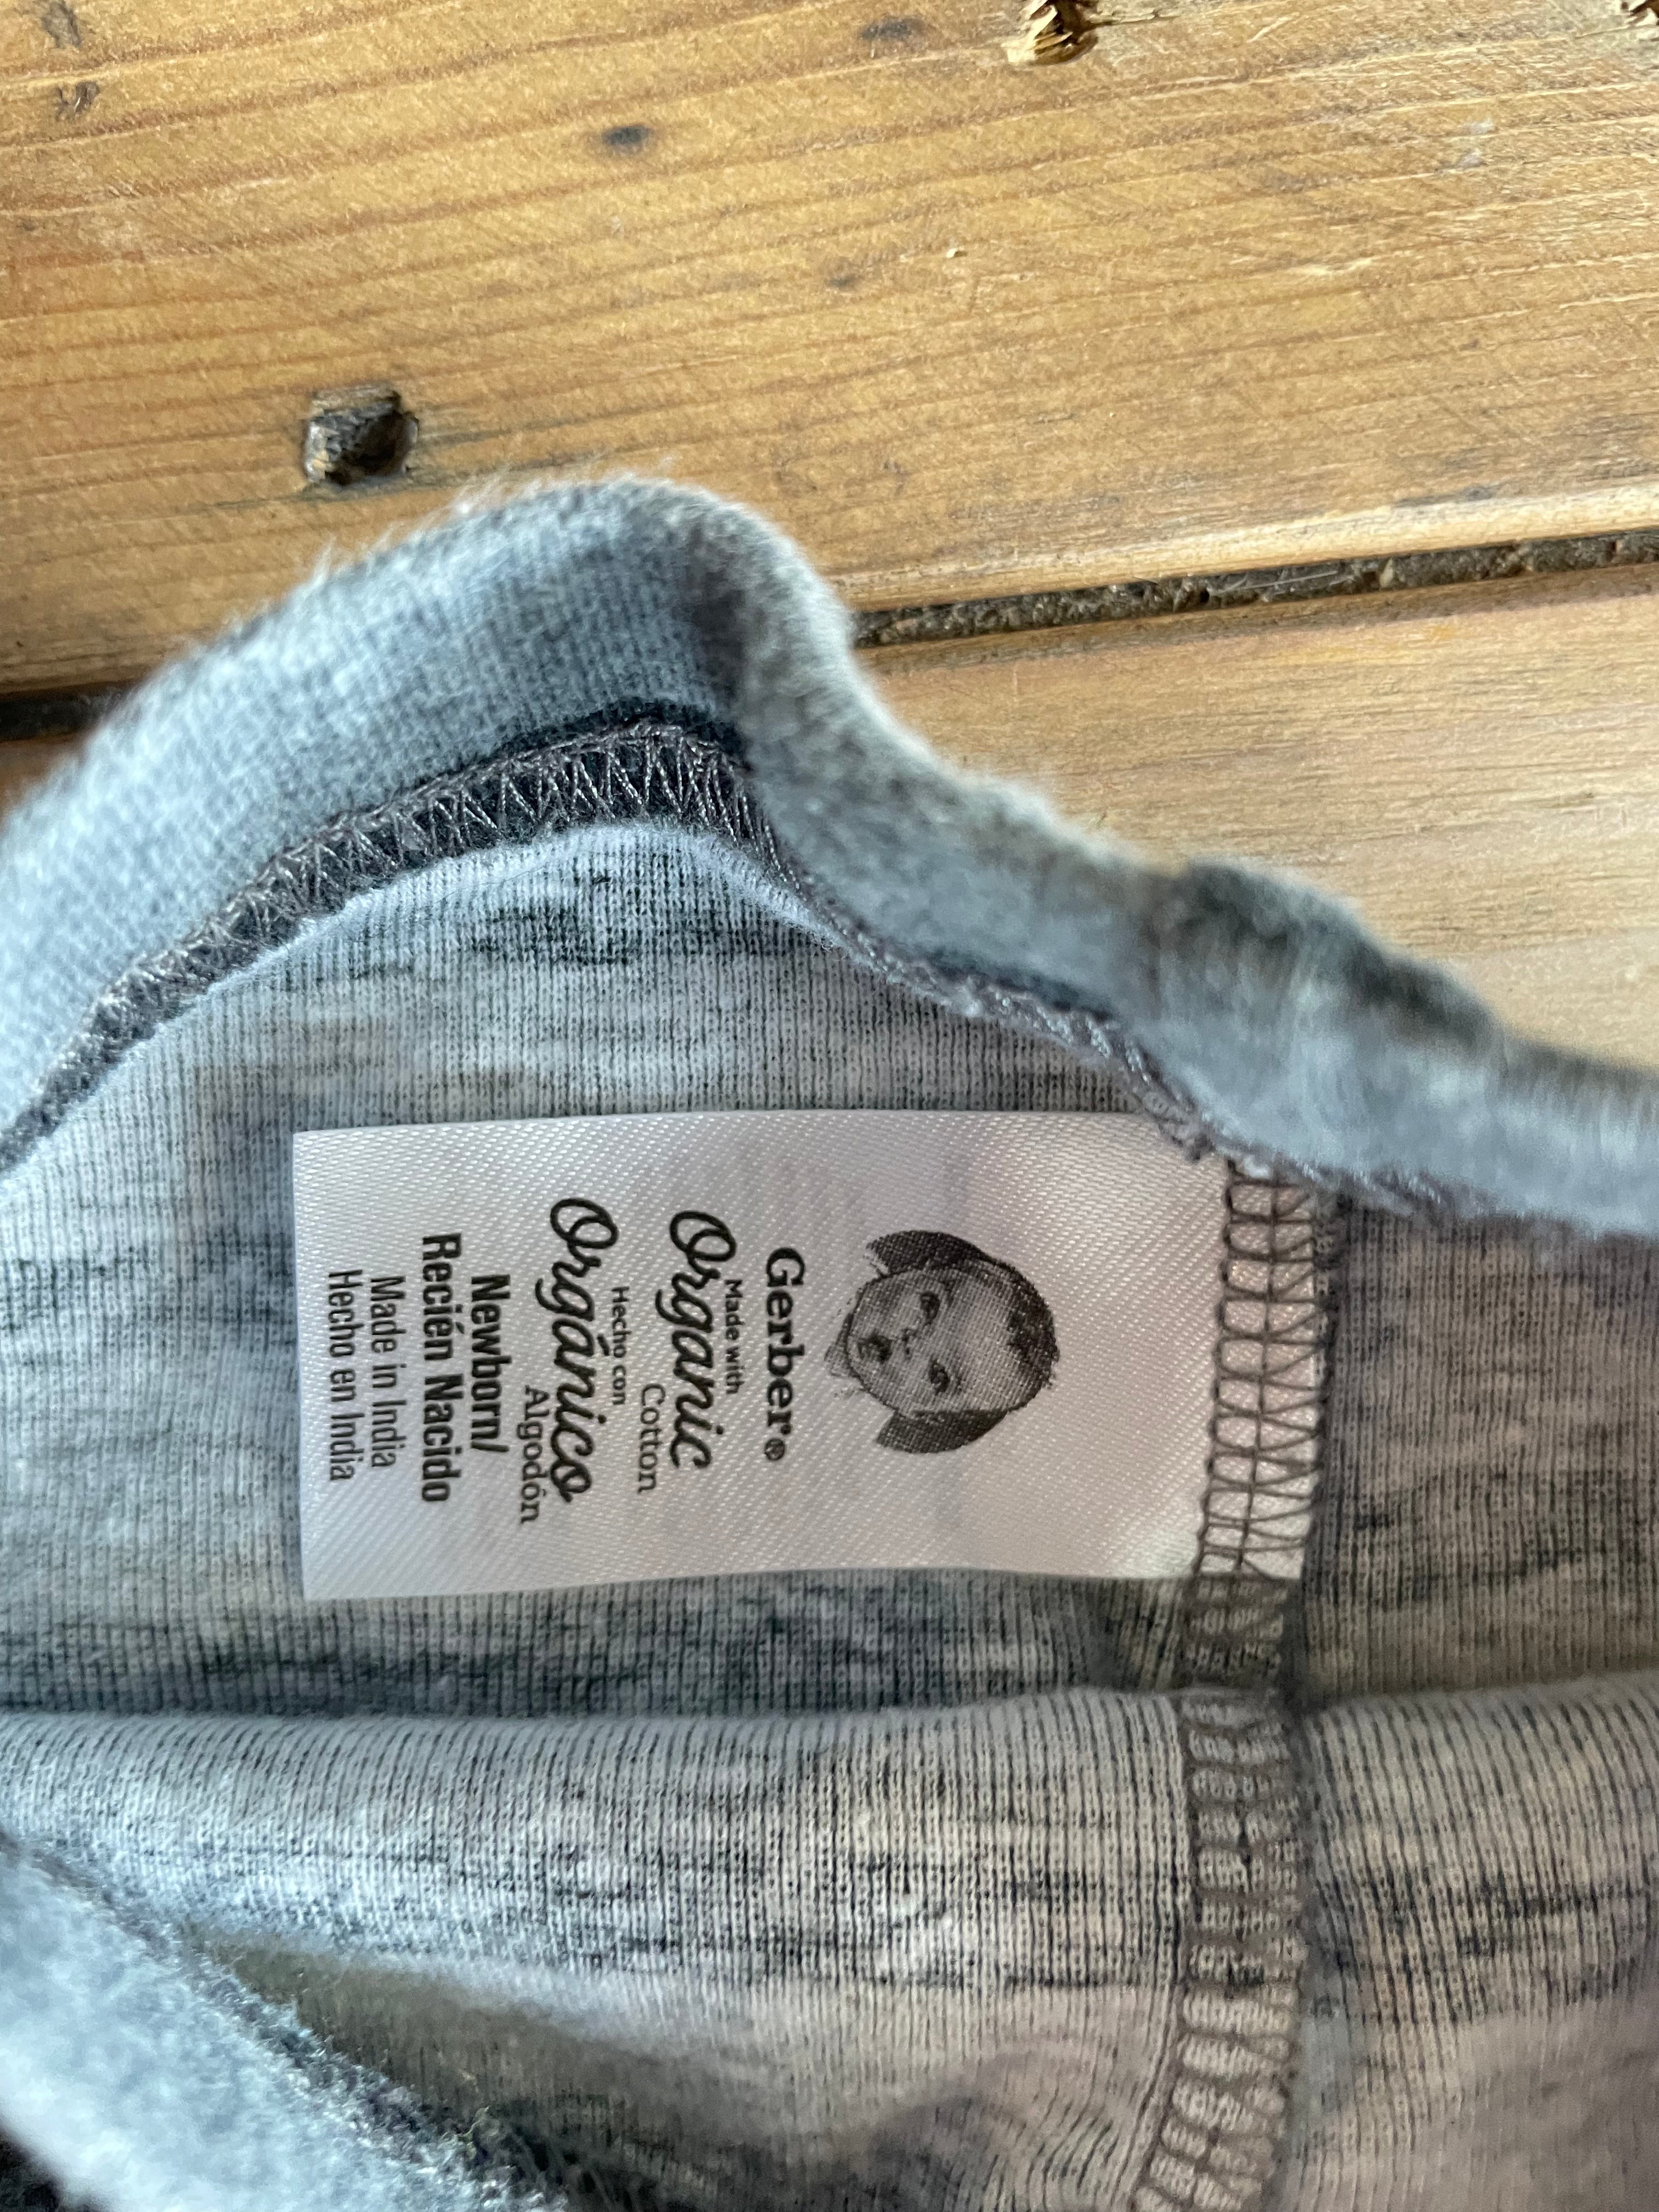 Gerber®
Made with
Organic
Cotton
Hecho con
Orgánico
Algodón
Newborn/
Recién Nacido
Made in India
Hecho en India